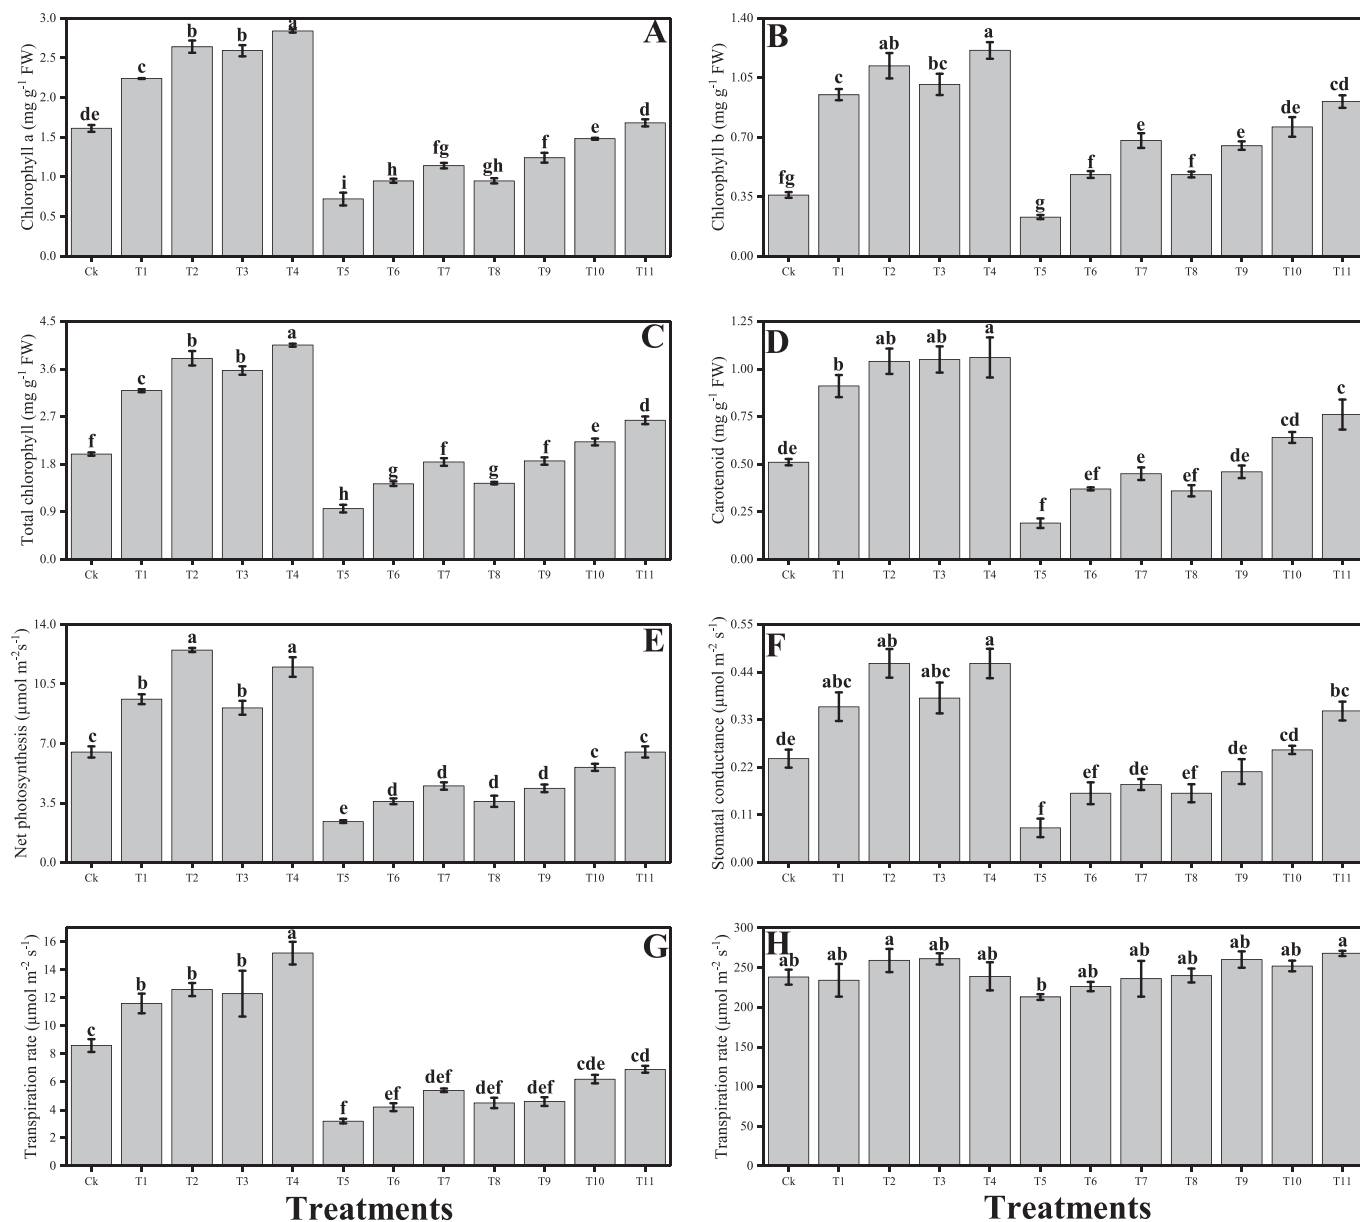 A
Chlorophyll a (mg g⁻¹ FW)
3.0
2.5
2.0
1.5
1.0
0.5
0.0
de c b b a i h fg gh f e d
Ck T1 T2 T3 T4 T5 T6 T7 T8 T9 T10 T11
B
Chlorophyll b (mg g⁻¹ FW)
1.40
1.05
0.70
0.35
0.00
fg c ab bc a g f e f e de cd
Ck T1 T2 T3 T4 T5 T6 T7 T8 T9 T10 T11
C
Total chlorophyll (mg g⁻¹ FW)
4.5
3.6
2.7
1.8
0.9
0.0
f c b b a h g f g f e d
Ck T1 T2 T3 T4 T5 T6 T7 T8 T9 T10 T11
D
Carotenoid (mg g⁻¹ FW)
1.25
1.00
0.75
0.50
0.25
0.00
de b ab ab a f ef e ef de cd c
Ck T1 T2 T3 T4 T5 T6 T7 T8 T9 T10 T11
E
Net photosynthesis (µmol m⁻²s⁻¹)
14.0
10.5
7.0
3.5
0.0
c b a b a e d d d d c c
Ck T1 T2 T3 T4 T5 T6 T7 T8 T9 T10 T11
F
Stomatal conductance (µmol m⁻² s⁻¹)
0.55
0.44
0.33
0.22
0.11
0.00
de abc ab abc a f ef de ef de cd bc
Ck T1 T2 T3 T4 T5 T6 T7 T8 T9 T10 T11
G
Transpiration rate (µmol m⁻² s⁻¹)
16
14
12
10
8
6
4
2
0
c b b b a f ef def def def cde cd
Ck T1 T2 T3 T4 T5 T6 T7 T8 T9 T10 T11
Treatments
H
Transpiration rate (µmol m⁻² s⁻¹)
300
250
200
150
100
50
0
ab ab a ab ab b ab ab ab ab ab a
Ck T1 T2 T3 T4 T5 T6 T7 T8 T9 T10 T11
Treatments